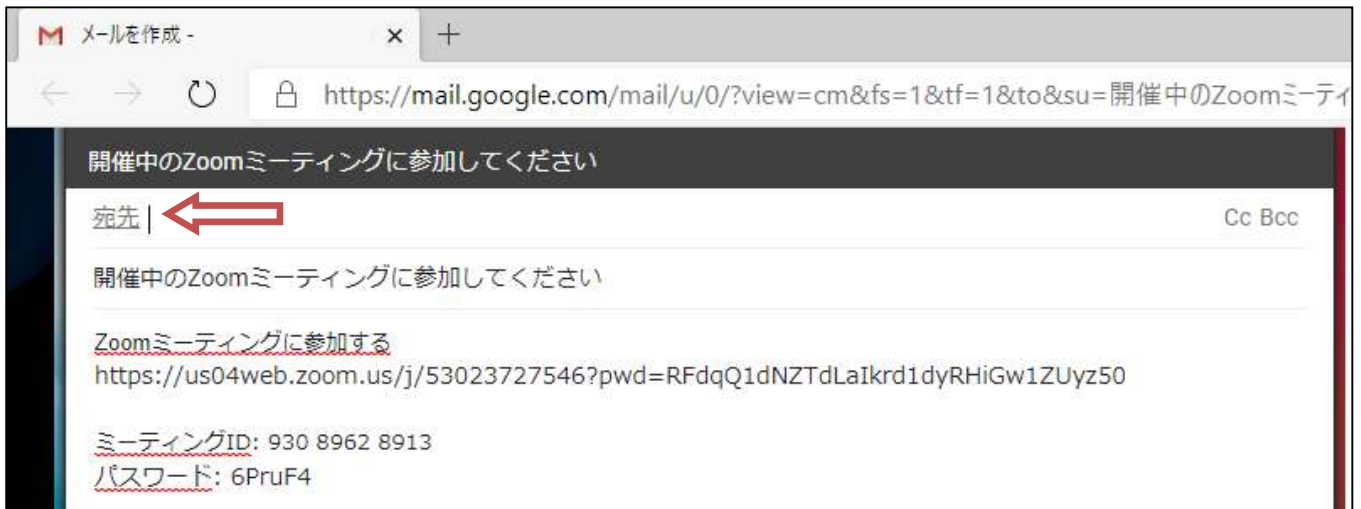 メールを作成 -
https://mail.google.com/mail/u/0/?view=cm&fs=1&tf=1&to&su=開催中のZoomミーティ
開催中のZoomミーティングに参加してください
宛先
Cc Bcc
開催中のZoomミーティングに参加してください
Zoomミーティングに参加する
https://us04web.zoom.us/j/53023727546?pwd=RFdqQ1dNZTdLaIkrd1dyRHiGw1ZUyz50
ミーティングID: 930 8962 8913
パスワード: 6PruF4